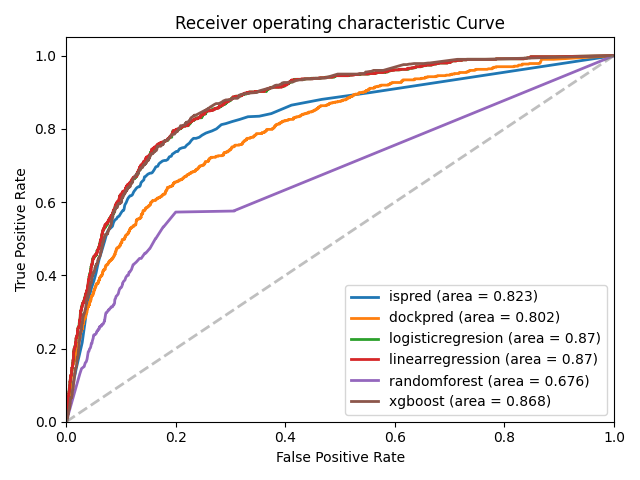 Receiver operating characteristic Curve
1.0
0.8
0.6
0.4
0.2
0.0
True Positive Rate
ispred (area = 0.823)
dockpred (area = 0.802)
logisticregresion (area = 0.87)
linearregression (area = 0.87)
randomforest (area = 0.676)
xgboost (area = 0.868)
0.0 0.2 0.4 0.6 0.8 1.0
False Positive Rate